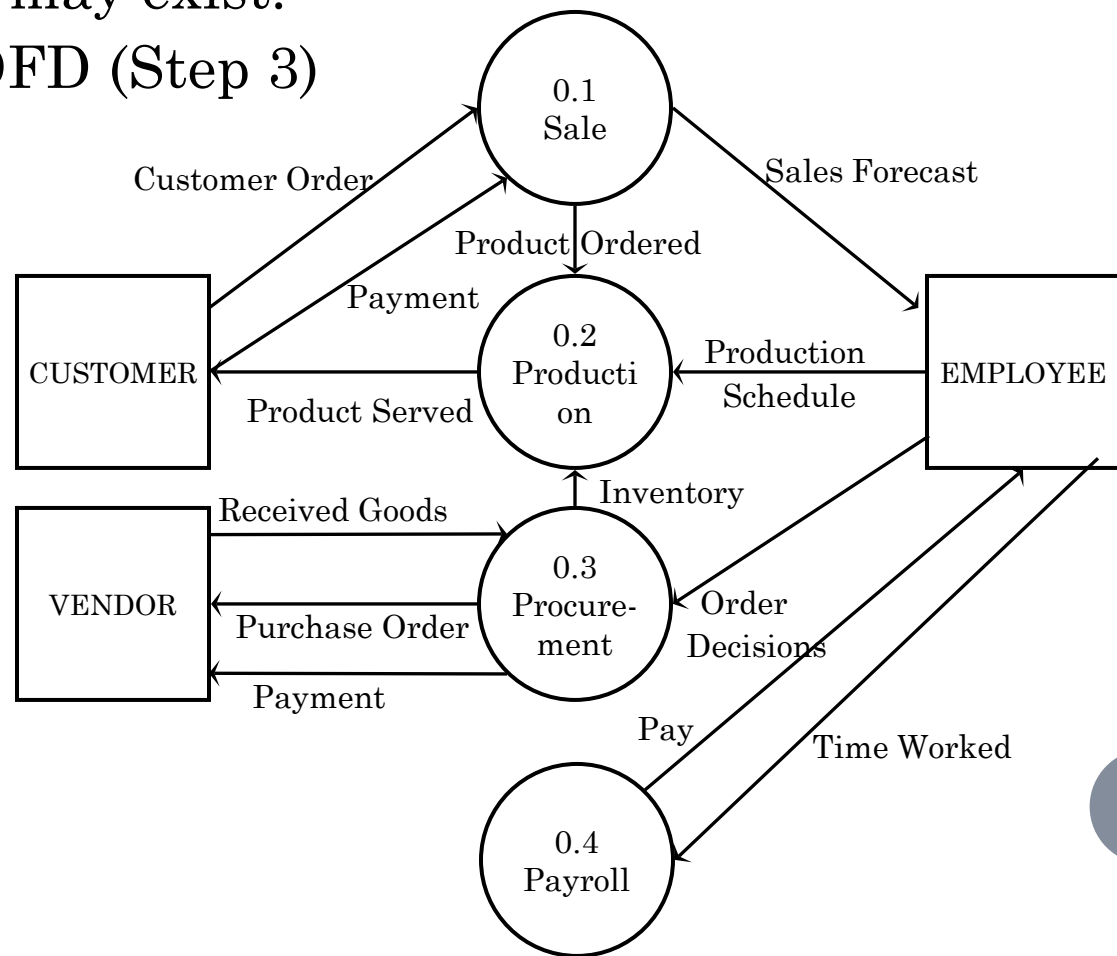 may exist.
DFD (Step 3)
0.1
Sale
Customer Order
Sales Forecast
Product Ordered
Payment
0.2
Producti
on
Production
Schedule
CUSTOMER
EMPLOYEE
Product Served
Inventory
Received Goods
0.3
Procure-
ment
VENDOR
Order
Decisions
Purchase Order
Payment
Pay
Time Worked
0.4
Payroll